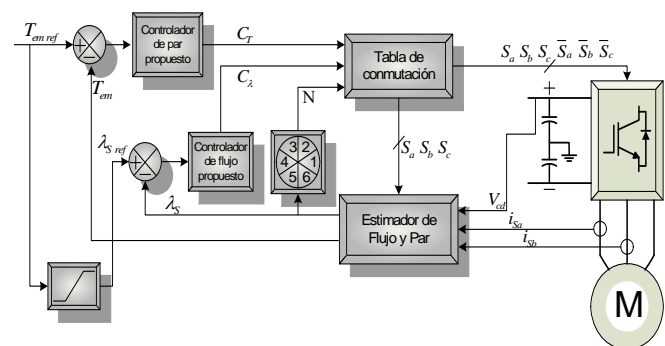 T_em ref
Controlador de par propuesto
C_T
T_em
C_λ
Tabla de conmutación
S_a S_b S_c S̅_a S̅_b S̅_c
N
λ_S ref
Controlador de flujo propuesto
3 2
4 1
5 6
S_a S_b S_c
+
−
V_cd
λ_S
Estimador de Flujo y Par
i_Sa
i_Sb
M